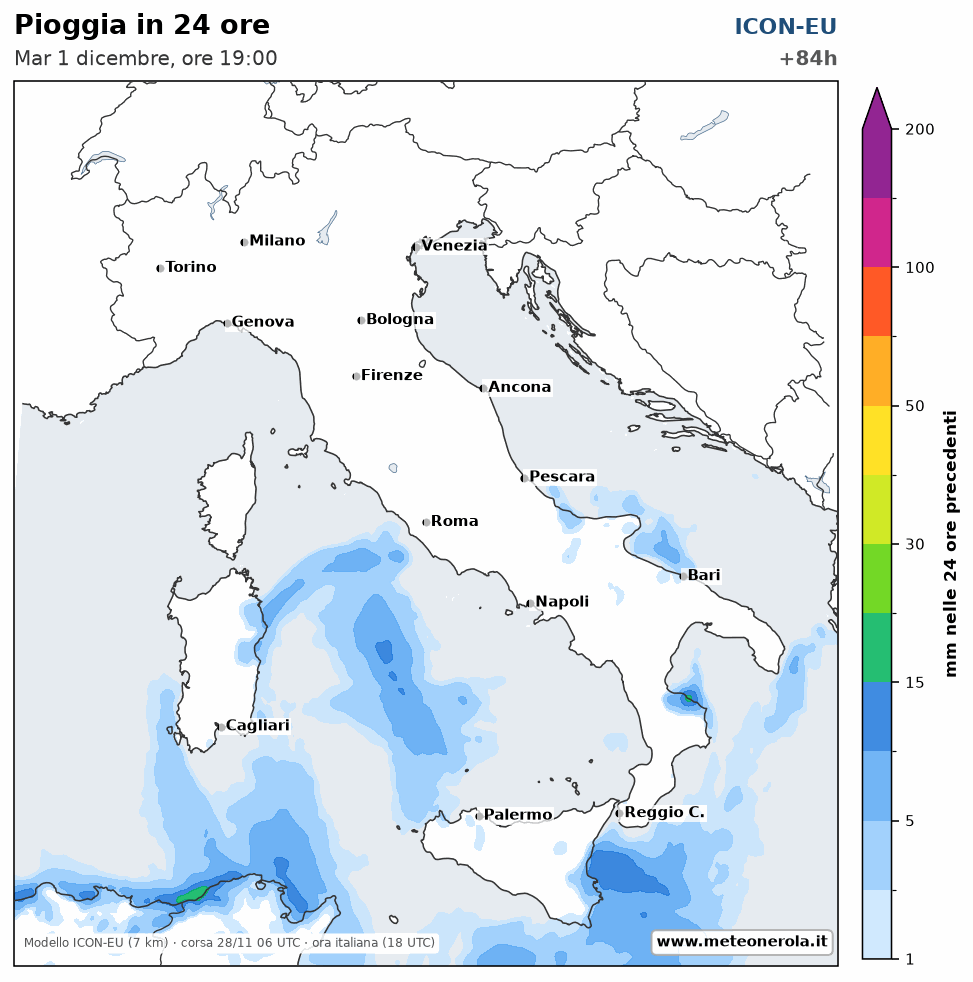 Pioggia in 24 ore
ICON-EU
Mar 1 dicembre, ore 19:00
+84h
200
Milano
Venezia
Torino
100
Bologna
Genova
Firenze
Ancona
50
Pescara
Roma
30
Bari
Napoli
mm nelle 24 ore precedenti
15
Cagliari
Palermo
Reggio C.
5
Modello ICON-EU (7 km) · corsa 28/11 06 UTC · ora italiana (18 UTC)
www.meteonerola.it
1